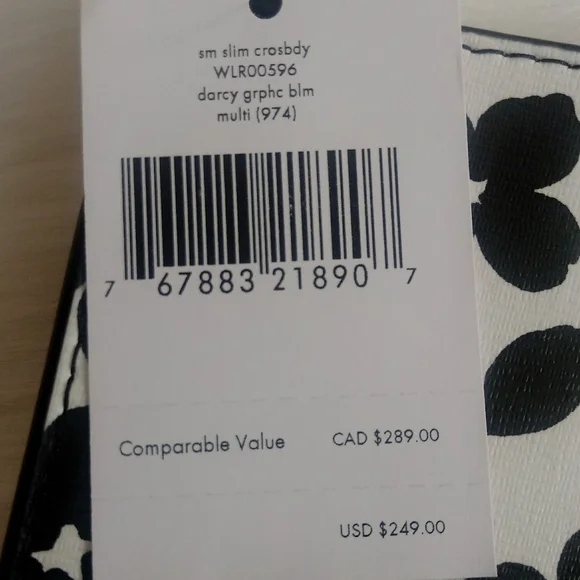 sm slim crosbdy
WLR00596
darcy grphc blm
multi (974)
7 67883 21890 7
Comparable Value CAD $289.00
USD $249.00